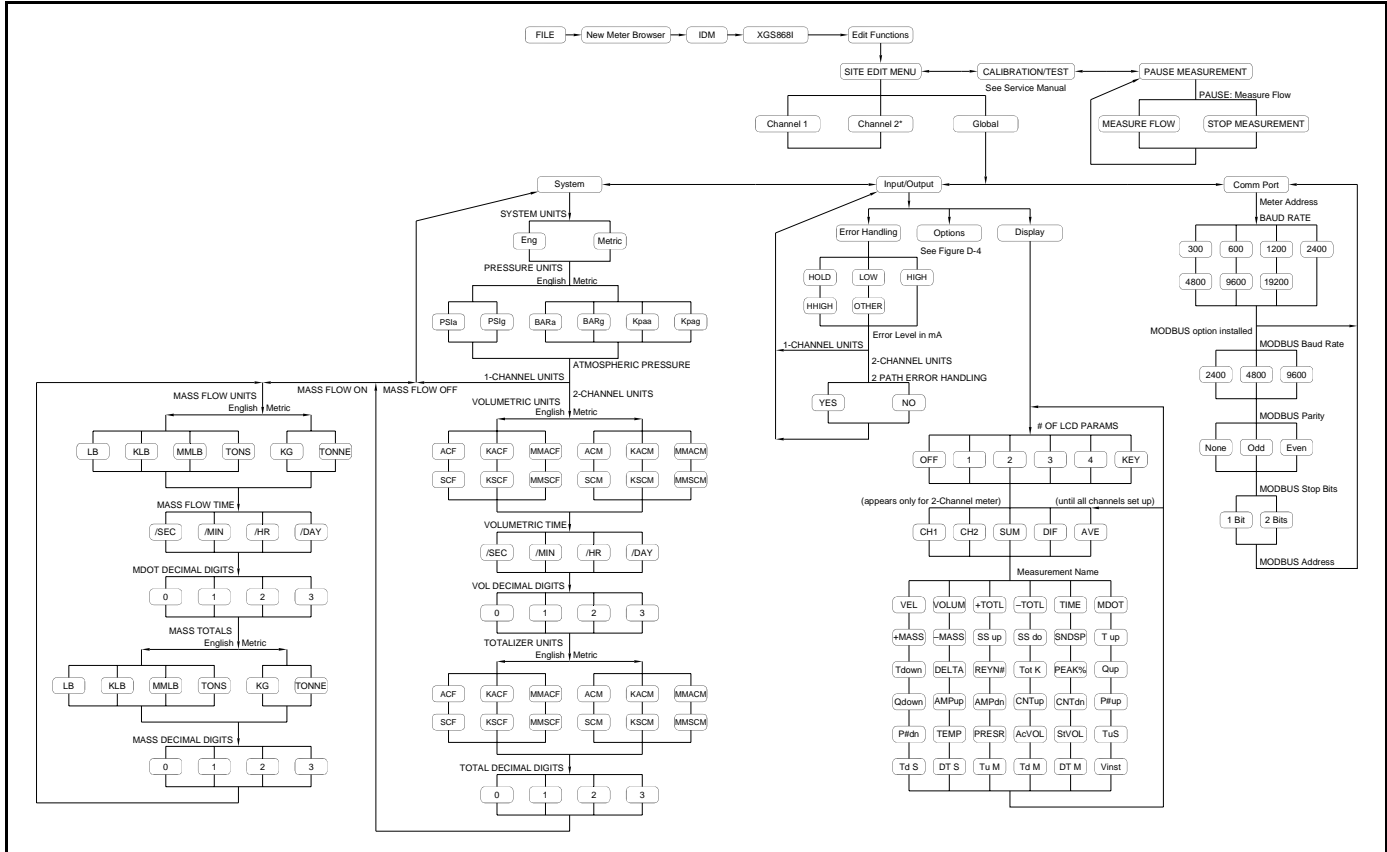 FILE New Meter Browser IDM XGS868I Edit Functions
SITE EDIT MENU CALIBRATION/TEST PAUSE MEASUREMENT
See Service Manual
PAUSE: Measure Flow
Channel 1 Channel 2* Global MEASURE FLOW STOP MEASUREMENT
System Input/Output Comm Port
Meter Address
SYSTEM UNITS
BAUD RATE
Eng Metric
Error Handling Options Display
See Figure D-4
300 600 1200 2400
PRESSURE UNITS
English Metric
HOLD LOW HIGH
4800 9600 19200
HHIGH OTHER
PSIa PSIg BARa BARg Kpaa Kpag
Error Level in mA
MODBUS option installed
1-CHANNEL UNITS
MODBUS Baud Rate
ATMOSPHERIC PRESSURE
2-CHANNEL UNITS
1-CHANNEL UNITS
2 PATH ERROR HANDLING
2400 4800 9600
MASS FLOW ON MASS FLOW OFF
2-CHANNEL UNITS
MASS FLOW UNITS
VOLUMETRIC UNITS
YES NO
English Metric
English Metric
MODBUS Parity
# OF LCD PARAMS
LB KLB MMLB TONS KG TONNE
ACF KACF MMACF ACM KACM MMACM
None Odd Even
OFF 1 2 3 4 KEY
SCF KSCF MMSCF SCM KSCM MMSCM
MODBUS Stop Bits
MASS FLOW TIME
(appears only for 2-Channel meter) (until all channels set up)
/SEC /MIN /HR /DAY
VOLUMETRIC TIME
1 Bit 2 Bits
CH1 CH2 SUM DIF AVE
/SEC /MIN /HR /DAY
MODBUS Address
MDOT DECIMAL DIGITS
Measurement Name
VOL DECIMAL DIGITS
0 1 2 3
0 1 2 3
VEL VOLUM +TOTL –TOTL TIME MDOT
MASS TOTALS
TOTALIZER UNITS
+MASS –MASS SS up SS do SNDSP T up
English Metric
English Metric
Tdown DELTA REYN# Tot K PEAK% Qup
LB KLB MMLB TONS KG TONNE
ACF KACF MMACF ACM KACM MMACM
Qdown AMPup AMPdn CNTup CNTdn P#up
SCF KSCF MMSCF SCM KSCM MMSCM
P#dn TEMP PRESR AcVOL StVOL TuS
MASS DECIMAL DIGITS
0 1 2 3
TOTAL DECIMAL DIGITS
Td S DT S Tu M Td M DT M Vinst
0 1 2 3